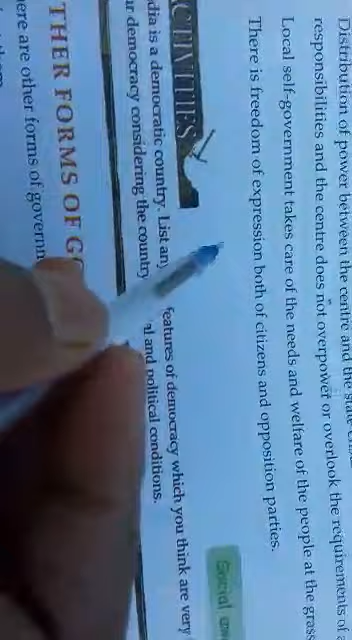 Distribution of power between the centre and the state
responsibilities and the centre does not overpower or overlook the requirements of
Local self-government takes care of the needs and welfare of the people at the grass
There is freedom of expression both of citizens and opposition parties.
ACTIVITIES
dia is a democratic country. List any features of democracy which you think are very
ur democracy considering the country al and political conditions.
THER FORMS OF G
ere are other forms of governm
Social